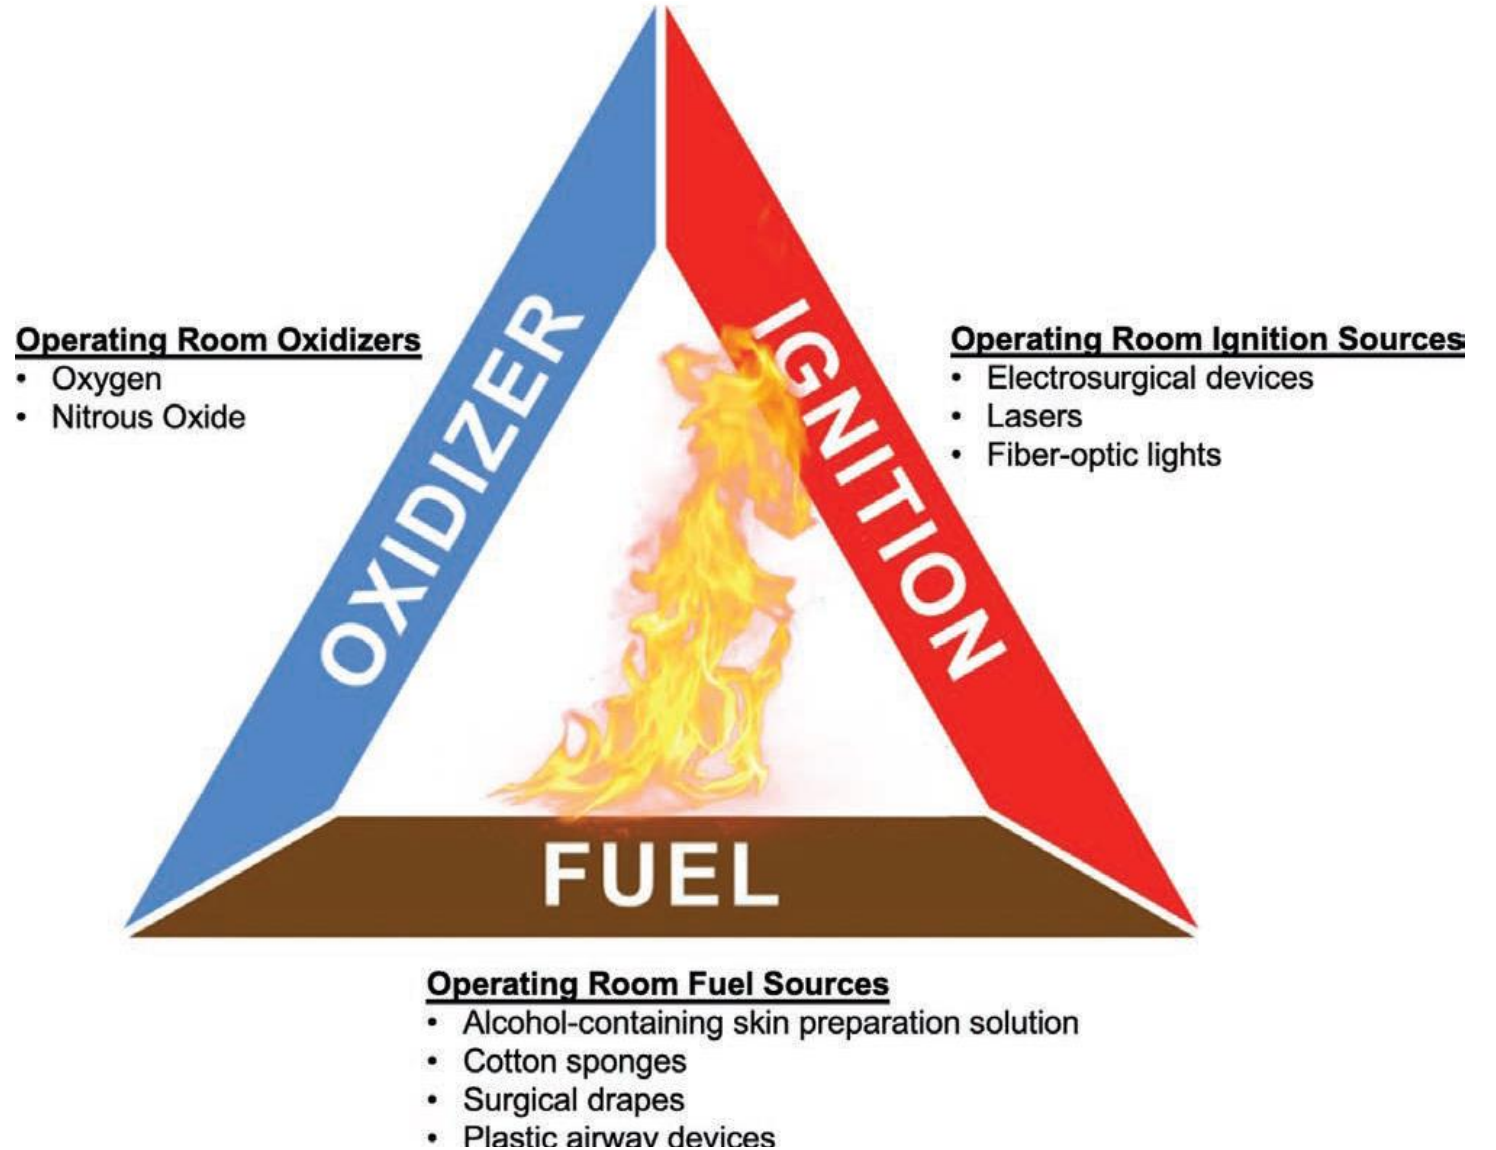 OXIDIZER
IGNITION
Operating Room Oxidizers
• Oxygen
• Nitrous Oxide
Operating Room Ignition Sources
• Electrosurgical devices
• Lasers
• Fiber-optic lights
FUEL
Operating Room Fuel Sources
• Alcohol-containing skin preparation solution
• Cotton sponges
• Surgical drapes
• Plastic airway devices